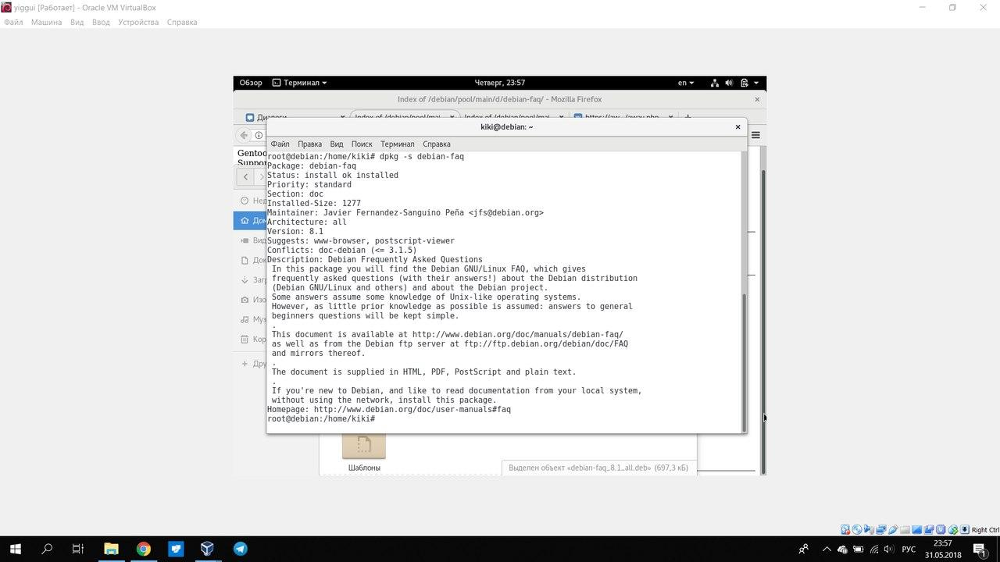 yiggui [Работает] - Oracle VM VirtualBox
Файл Машина Вид Ввод Устройства Справка
Обзор Терминал Четверг, 23:57 en
Index of /debian/pool/main/d/debian-faq/ - Mozilla Firefox
Диалоги Index of /debian/pool/mai Index of /debian/pool/mai https://aw…/away.php
kiki@debian: ~
Файл Правка Вид Поиск Терминал Справка
Gentoo
Support
Нед
Дом
Вид
Док
Заг
Изо
Муз
Кор
Дру
root@debian:/home/kiki# dpkg -s debian-faq
Package: debian-faq
Status: install ok installed
Priority: standard
Section: doc
Installed-Size: 1277
Maintainer: Javier Fernandez-Sanguino Peña <jfs@debian.org>
Architecture: all
Version: 8.1
Suggests: www-browser, postscript-viewer
Conflicts: doc-debian (<= 3.1.5)
Description: Debian Frequently Asked Questions
In this package you will find the Debian GNU/Linux FAQ, which gives
frequently asked questions (with their answers!) about the Debian distribution
(Debian GNU/Linux and others) and about the Debian project.
Some answers assume some knowledge of Unix-like operating systems.
However, as little prior knowledge as possible is assumed: answers to general
beginners questions will be kept simple.
.
This document is available at http://www.debian.org/doc/manuals/debian-faq/
as well as from the Debian ftp server at ftp://ftp.debian.org/debian/doc/FAQ
and mirrors thereof.
.
The document is supplied in HTML, PDF, PostScript and plain text.
.
If you're new to Debian, and like to read documentation from your local system,
without using the network, install this package.
Homepage: http://www.debian.org/doc/user-manuals#faq
root@debian:/home/kiki#
Шаблоны
Выделен объект «debian-faq_8.1_all.deb» (697,3 кБ)
Right Ctrl
РУС
23:57
31.05.2018